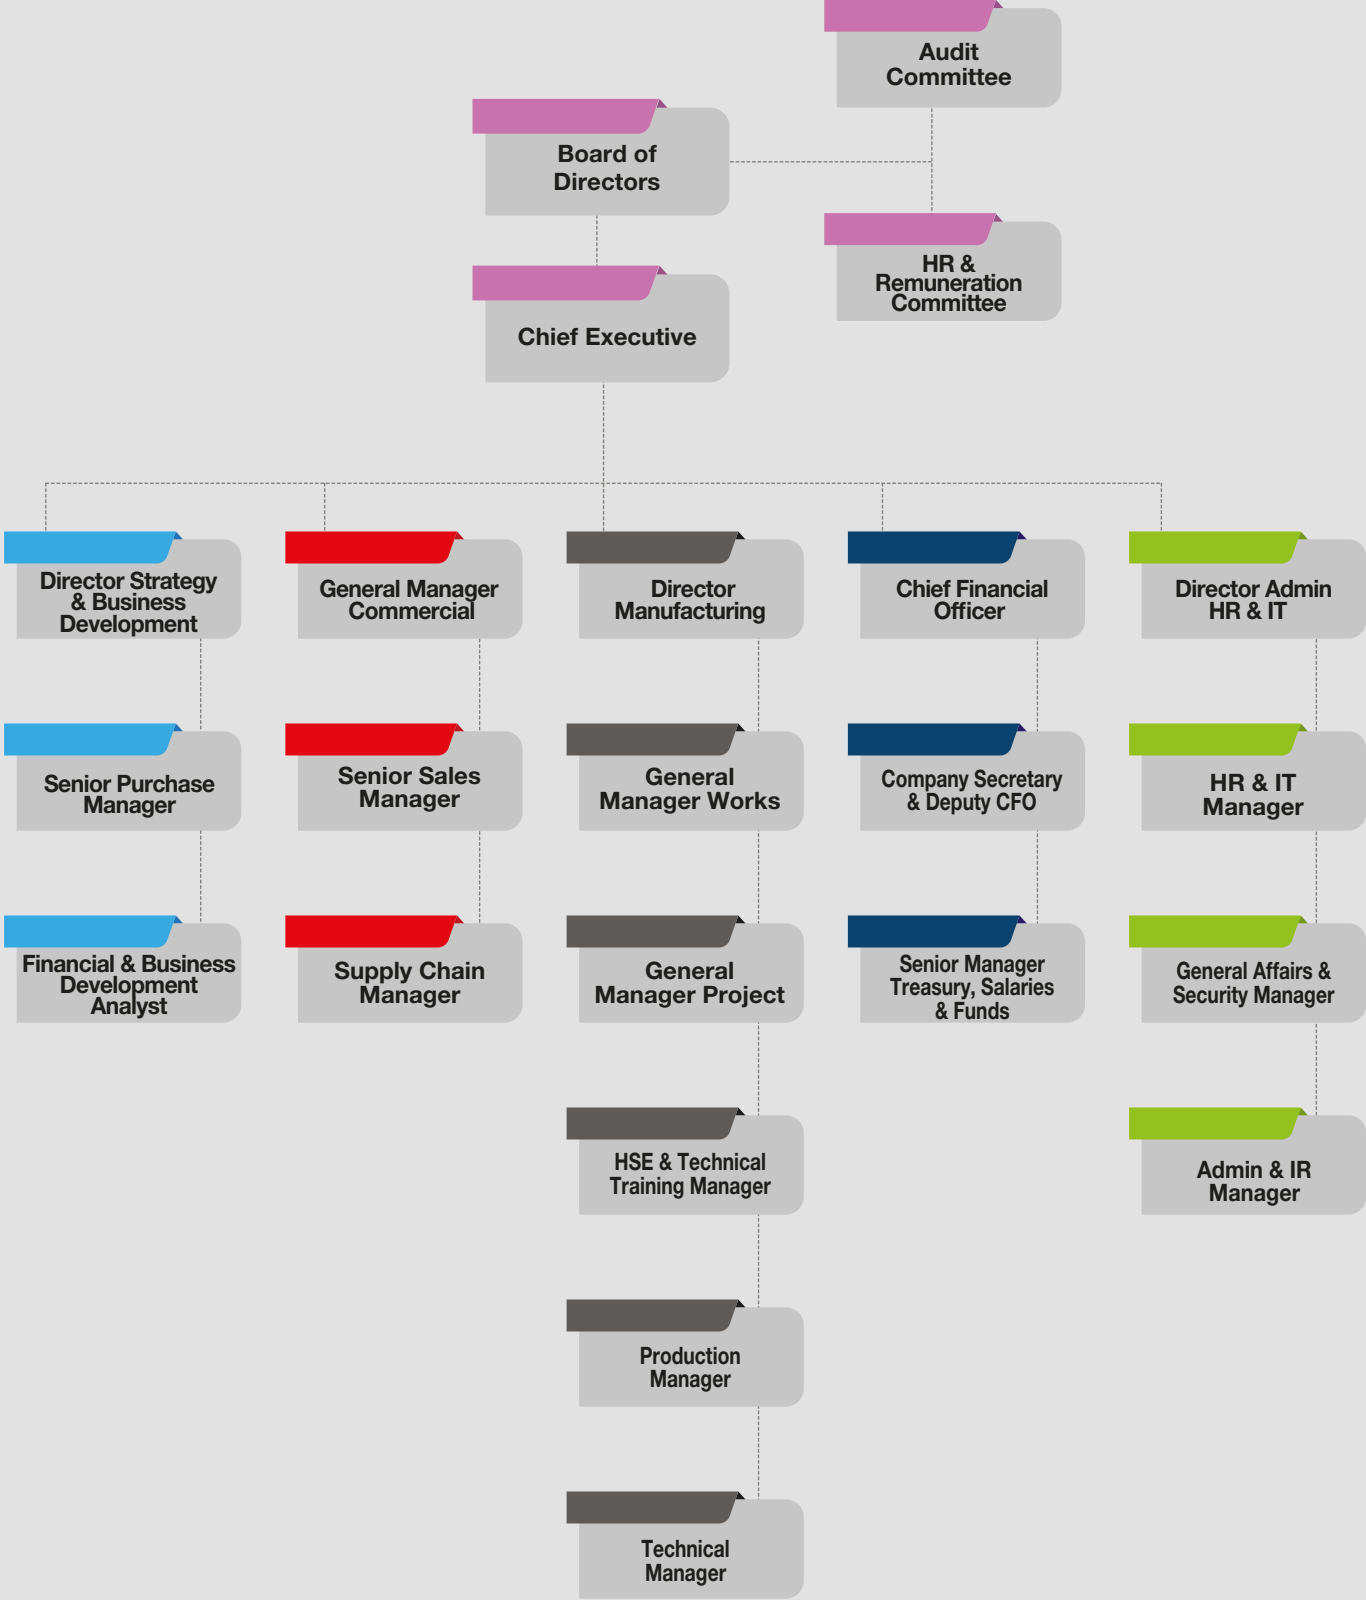 Audit
Committee
Board of
Directors
HR &
Remuneration
Committee
Chief Executive
Director Strategy
& Business
Development
General Manager
Commercial
Director
Manufacturing
Chief Financial
Officer
Director Admin
HR & IT
Senior Purchase
Manager
Senior Sales
Manager
General
Manager Works
Company Secretary
& Deputy CFO
HR & IT
Manager
Financial & Business
Development
Analyst
Supply Chain
Manager
General
Manager Project
Senior Manager
Treasury, Salaries
& Funds
General Affairs &
Security Manager
HSE & Technical
Training Manager
Admin & IR
Manager
Production
Manager
Technical
Manager